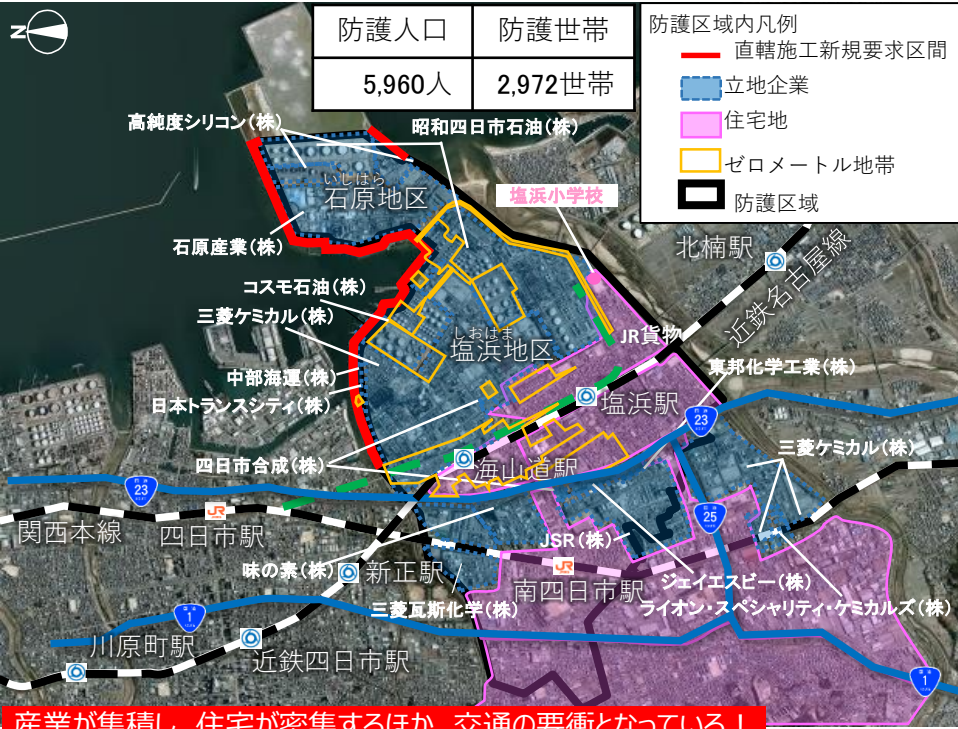 N
防護人口 防護世帯
5,960人 2,972世帯
防護区域内凡例
直轄施工新規要求区間
立地企業
住宅地
ゼロメートル地帯
防護区域
高純度シリコン(株)
昭和四日市石油(株)
いしはら
石原地区
塩浜小学校
石原産業(株)
北楠駅
近鉄名古屋線
コスモ石油(株)
三菱ケミカル(株)
しおはま
塩浜地区
JR貨物
中部海運(株)
日本トランスシティ(株)
東邦化学工業(株)
塩浜駅
23
四日市合成(株)
海山道駅
三菱ケミカル(株)
23
25
関西本線
JR
四日市駅
JSR(株)
味の素(株)
新正駅
JR
南四日市駅
ジェイエスビー(株)
三菱瓦斯化学(株)
ライオン・スペシャリティ・ケミカルズ(株)
1
川原町駅
近鉄四日市駅
1
産業が集積し、住宅が密集するほか、交通の要衝となっている！